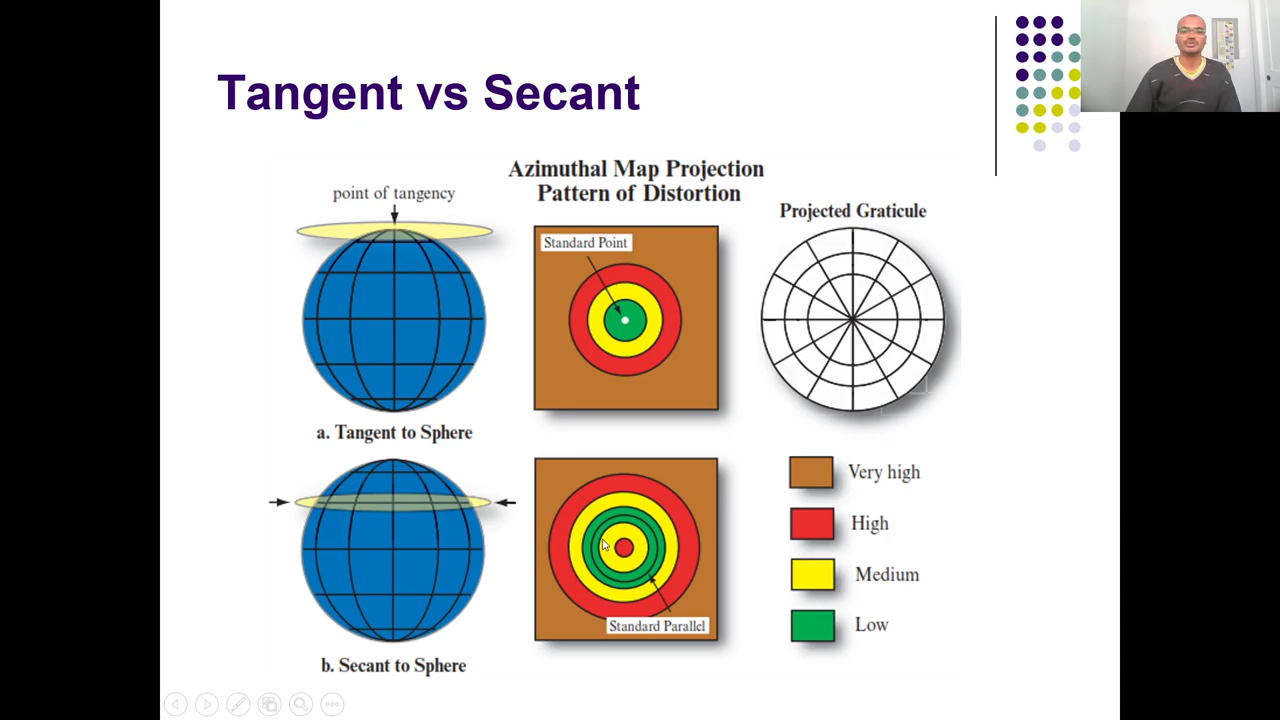 Tangent vs Secant
Azimuthal Map Projection
Pattern of Distortion
point of tangency
Projected Graticule
Standard Point
a. Tangent to Sphere
Very high
High
Medium
Standard Parallel
Low
b. Secant to Sphere